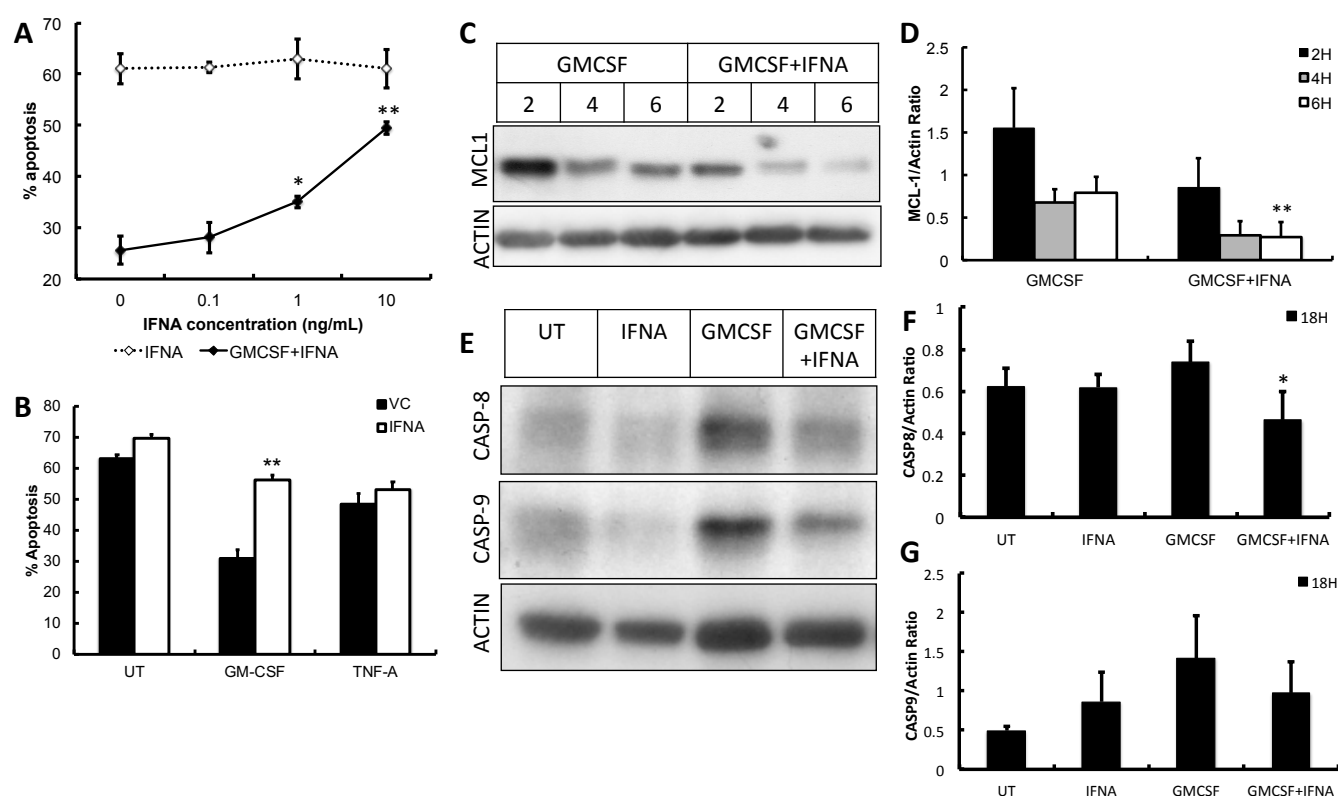 A
70
60
50
40
30
20
% apoptosis
*
**
0 0.1 1 10
IFNA concentration (ng/mL)
IFNA GMCSF+IFNA
B
80
70
60
50
40
30
20
10
0
% Apoptosis
VC
IFNA
**
UT GM-CSF TNF-A
C
GMCSF GMCSF+IFNA
2 4 6 2 4 6
MCL1
ACTIN
D
2.5
2
1.5
1
0.5
0
MCL-1/Actin Ratio
2H
4H
6H
**
GMCSF GMCSF+IFNA
E
UT IFNA GMCSF GMCSF
+IFNA
CASP-8
CASP-9
ACTIN
F
1
0.8
0.6
0.4
0.2
0
CASP8/Actin Ratio
18H
*
UT IFNA GMCSF GMCSF+IFNA
G
2.5
2
1.5
1
0.5
0
CASP9/Actin Ratio
18H
UT IFNA GMCSF GMCSF+IFNA